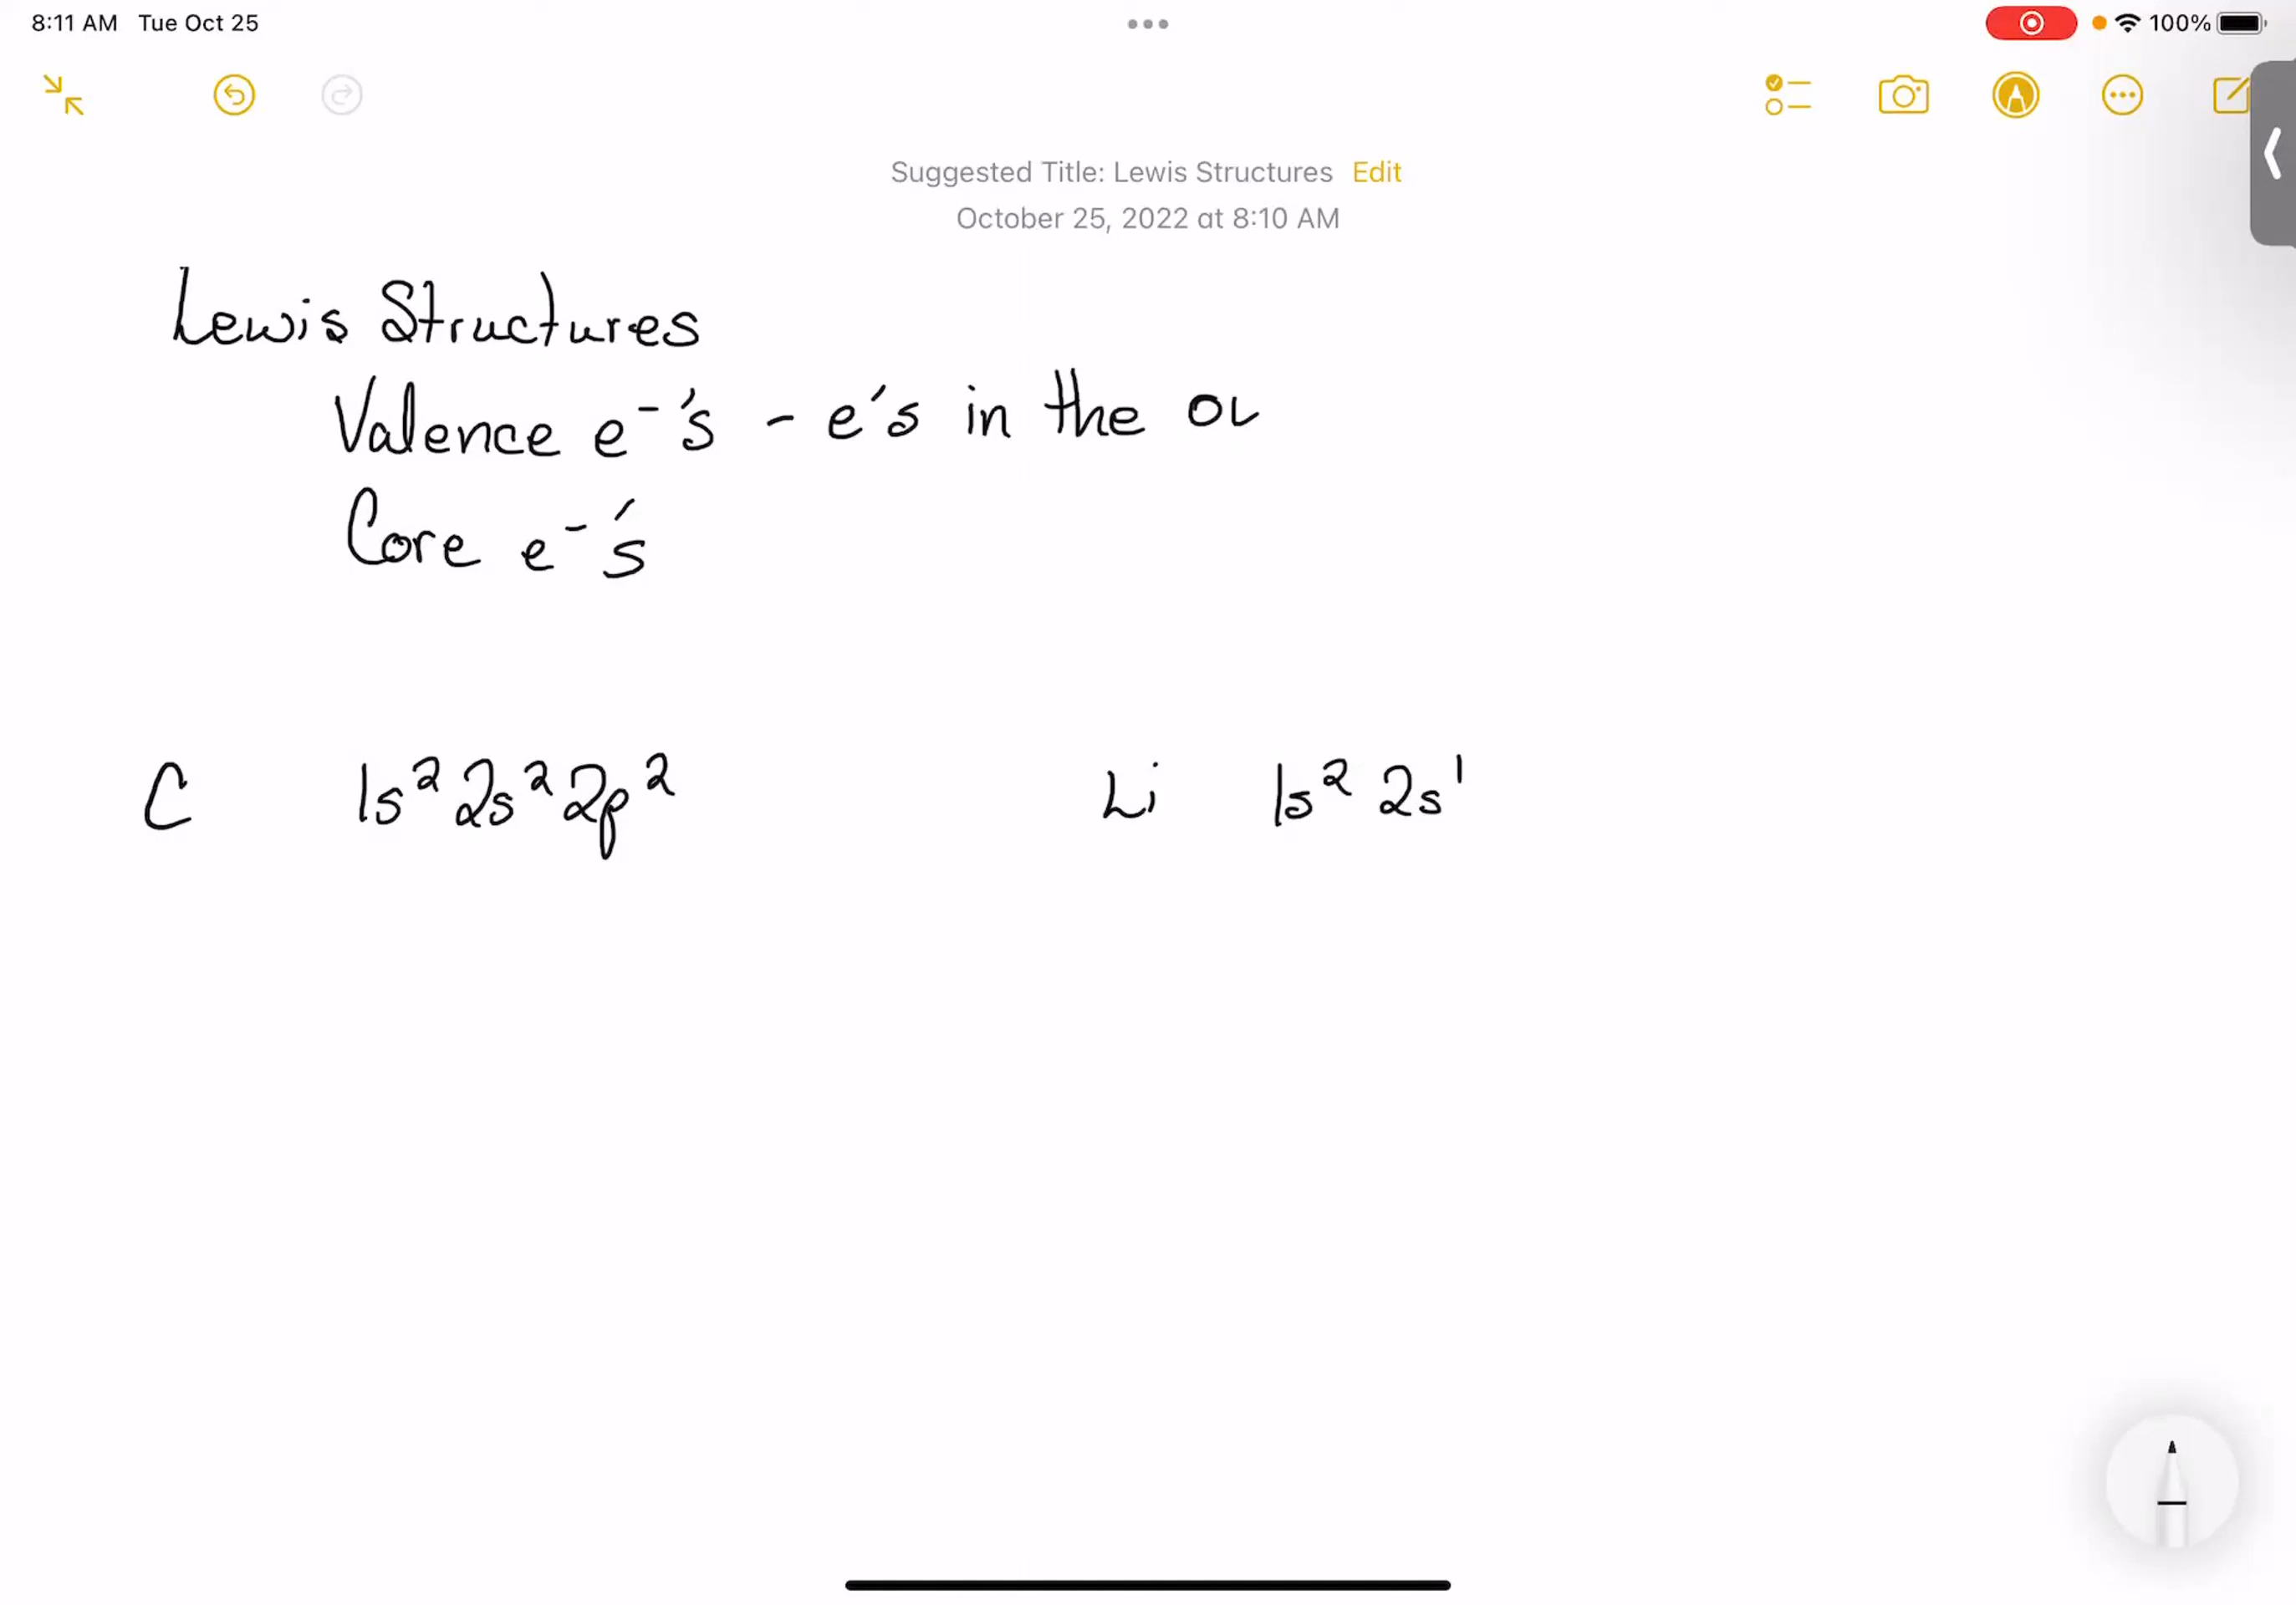 8:11 AM Tue Oct 25
100%
Suggested Title: Lewis Structures Edit
October 25, 2022 at 8:10 AM
Lewis Structures
Valence e⁻'s - e's in the ou
Core e⁻'s
C 1s² 2s² 2p² Li 1s² 2s¹